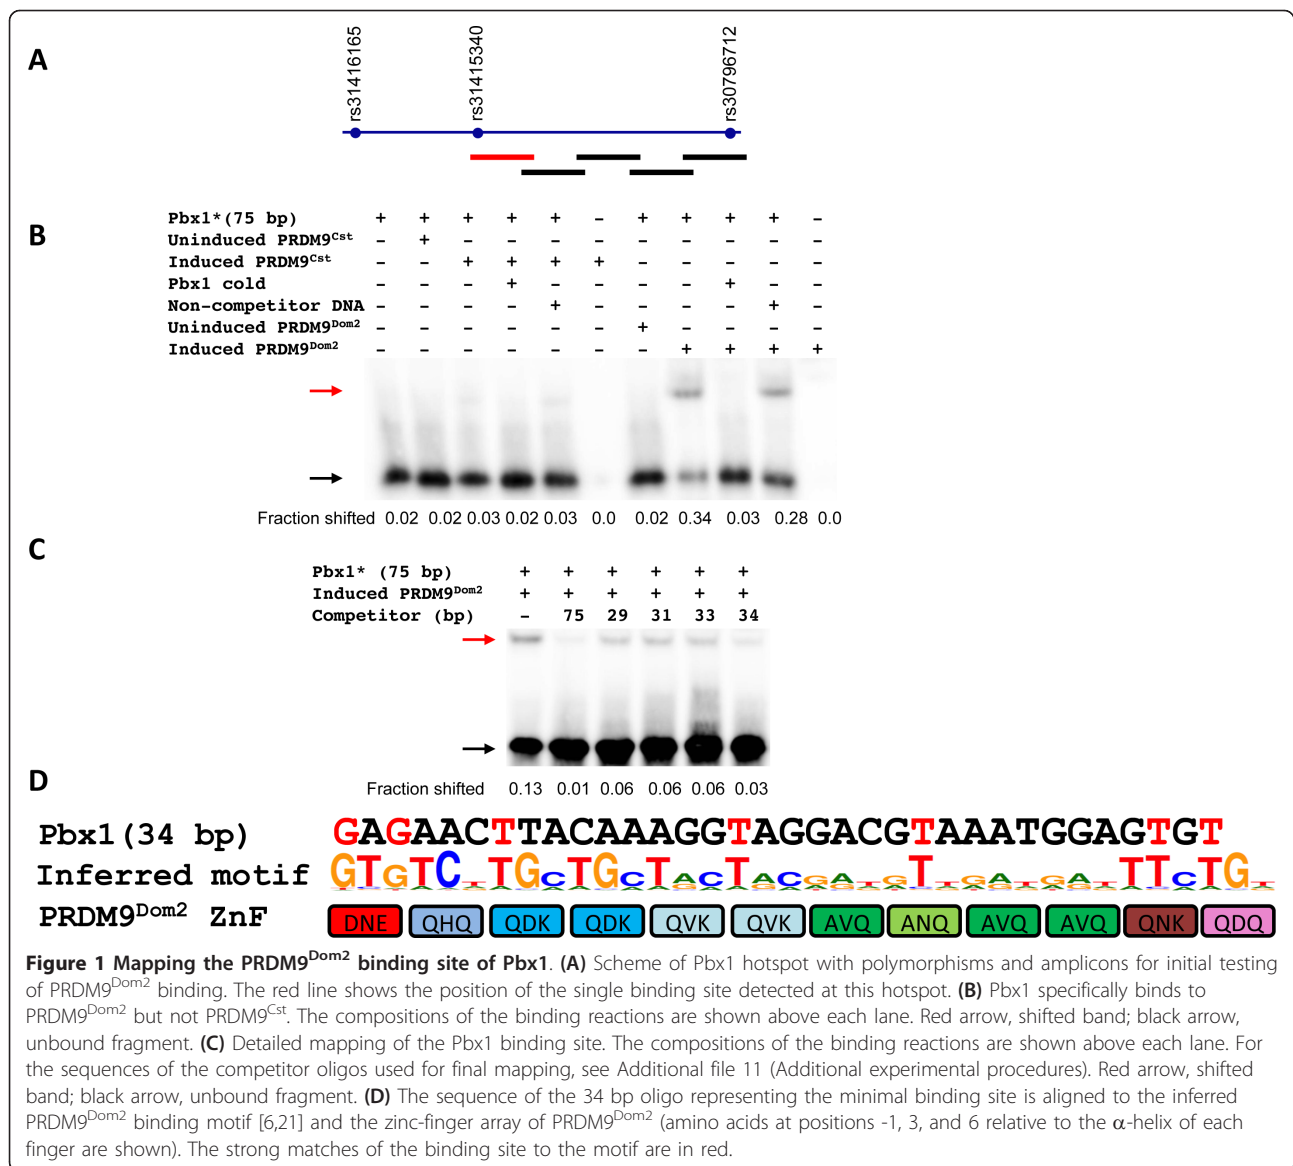 A
rs31416165
rs31415340
rs30796712
B
Pbx1*(75 bp) + + + + + – + + + + –
Uninduced PRDM9Cst – + – – – – – – – – –
Induced PRDM9Cst – – + + + + – – – – –
Pbx1 cold – – – + – – – – + – –
Non-competitor DNA – – – – + – – – – + –
Uninduced PRDM9Dom2 – – – – – – + – – – –
Induced PRDM9Dom2 – – – – – – – + + + +
Fraction shifted 0.02 0.02 0.03 0.02 0.03 0.0 0.02 0.34 0.03 0.28 0.0
C
Pbx1* (75 bp) + + + + + +
Induced PRDM9Dom2 + + + + + +
Competitor (bp) – 75 29 31 33 34
Fraction shifted 0.13 0.01 0.06 0.06 0.06 0.03
D
Pbx1(34 bp) GAGAACTTACAAAGGTAGGACGTAAATGGAGTGT
Inferred motif
PRDM9Dom2 ZnF DNE QHQ QDK QDK QVK QVK AVQ ANQ AVQ AVQ QNK QDQ
Figure 1 Mapping the PRDM9Dom2 binding site of Pbx1. (A) Scheme of Pbx1 hotspot with polymorphisms and amplicons for initial testing
of PRDM9Dom2 binding. The red line shows the position of the single binding site detected at this hotspot. (B) Pbx1 specifically binds to
PRDM9Dom2 but not PRDM9Cst. The compositions of the binding reactions are shown above each lane. Red arrow, shifted band; black arrow,
unbound fragment. (C) Detailed mapping of the Pbx1 binding site. The compositions of the binding reactions are shown above each lane. For
the sequences of the competitor oligos used for final mapping, see Additional file 11 (Additional experimental procedures). Red arrow, shifted
band; black arrow, unbound fragment. (D) The sequence of the 34 bp oligo representing the minimal binding site is aligned to the inferred
PRDM9Dom2 binding motif [6,21] and the zinc-finger array of PRDM9Dom2 (amino acids at positions -1, 3, and 6 relative to the α-helix of each
finger are shown). The strong matches of the binding site to the motif are in red.